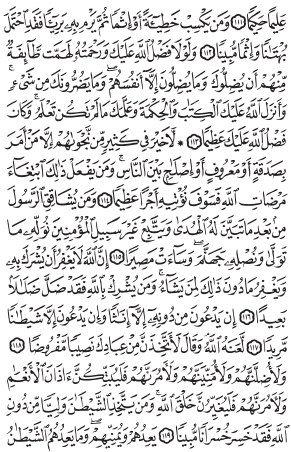 عَلِيمًا حَكِيمًا ١١١ وَمَن يَكْسِبْ خَطِيٓـَٔةً أَوْ إِثْمًا ثُمَّ يَرْمِ بِهِۦ بَرِيٓـًٔا فَقَدِ ٱحْتَمَلَ
بُهْتَٰنًا وَإِثْمًا مُّبِينًا ١١٢ وَلَوْلَا فَضْلُ ٱللَّهِ عَلَيْكَ وَرَحْمَتُهُۥ لَهَمَّت طَّآئِفَةٌ
مِّنْهُمْ أَن يُضِلُّوكَ وَمَا يُضِلُّونَ إِلَّآ أَنفُسَهُمْ ۖ وَمَا يَضُرُّونَكَ مِن شَىْءٍ ۚ
وَأَنزَلَ ٱللَّهُ عَلَيْكَ ٱلْكِتَٰبَ وَٱلْحِكْمَةَ وَعَلَّمَكَ مَا لَمْ تَكُن تَعْلَمُ ۚ وَكَانَ
فَضْلُ ٱللَّهِ عَلَيْكَ عَظِيمًا ١١٣ * لَّا خَيْرَ فِى كَثِيرٍ مِّن نَّجْوَىٰهُمْ إِلَّا مَنْ أَمَرَ
بِصَدَقَةٍ أَوْ مَعْرُوفٍ أَوْ إِصْلَٰحٍۭ بَيْنَ ٱلنَّاسِ ۚ وَمَن يَفْعَلْ ذَٰلِكَ ٱبْتِغَآءَ
مَرْضَاتِ ٱللَّهِ فَسَوْفَ نُؤْتِيهِ أَجْرًا عَظِيمًا ١١٤ وَمَن يُشَاقِقِ ٱلرَّسُولَ
مِنۢ بَعْدِ مَا تَبَيَّنَ لَهُ ٱلْهُدَىٰ وَيَتَّبِعْ غَيْرَ سَبِيلِ ٱلْمُؤْمِنِينَ نُوَلِّهِۦ مَا
تَوَلَّىٰ وَنُصْلِهِۦ جَهَنَّمَ ۖ وَسَآءَتْ مَصِيرًا ١١٥ إِنَّ ٱللَّهَ لَا يَغْفِرُ أَن يُشْرَكَ بِهِۦ
وَيَغْفِرُ مَا دُونَ ذَٰلِكَ لِمَن يَشَآءُ ۚ وَمَن يُشْرِكْ بِٱللَّهِ فَقَدْ ضَلَّ ضَلَٰلًۢا
بَعِيدًا ١١٦ إِن يَدْعُونَ مِن دُونِهِۦٓ إِلَّآ إِنَٰثًا وَإِن يَدْعُونَ إِلَّا شَيْطَٰنًا
مَّرِيدًا ١١٧ لَّعَنَهُ ٱللَّهُ ۘ وَقَالَ لَأَتَّخِذَنَّ مِنْ عِبَادِكَ نَصِيبًا مَّفْرُوضًا ١١٨
وَلَأُضِلَّنَّهُمْ وَلَأُمَنِّيَنَّهُمْ وَلَءَامُرَنَّهُمْ فَلَيُبَتِّكُنَّ ءَاذَانَ ٱلْأَنْعَٰمِ
وَلَءَامُرَنَّهُمْ فَلَيُغَيِّرُنَّ خَلْقَ ٱللَّهِ ۚ وَمَن يَتَّخِذِ ٱلشَّيْطَٰنَ وَلِيًّا مِّن دُونِ
ٱللَّهِ فَقَدْ خَسِرَ خُسْرَانًا مُّبِينًا ١١٩ يَعِدُهُمْ وَيُمَنِّيهِمْ ۖ وَمَا يَعِدُهُمُ ٱلشَّيْطَٰنُ